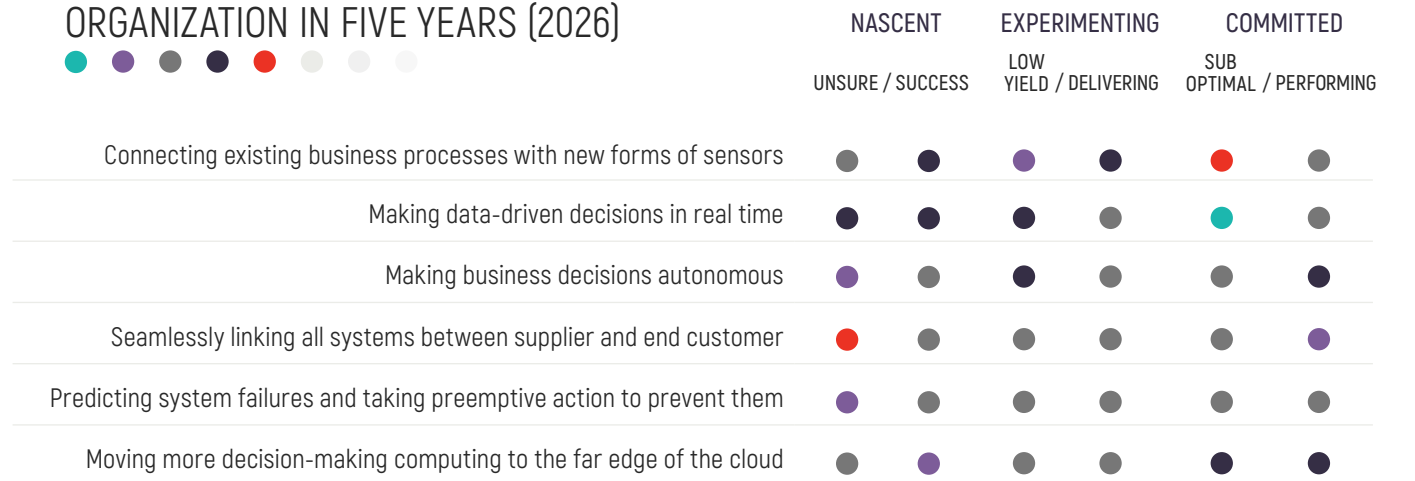 ORGANIZATION IN FIVE YEARS (2026)
NASCENT EXPERIMENTING COMMITTED
LOW SUB
UNSURE / SUCCESS YIELD / DELIVERING OPTIMAL / PERFORMING
Connecting existing business processes with new forms of sensors
Making data-driven decisions in real time
Making business decisions autonomous
Seamlessly linking all systems between supplier and end customer
Predicting system failures and taking preemptive action to prevent them
Moving more decision-making computing to the far edge of the cloud